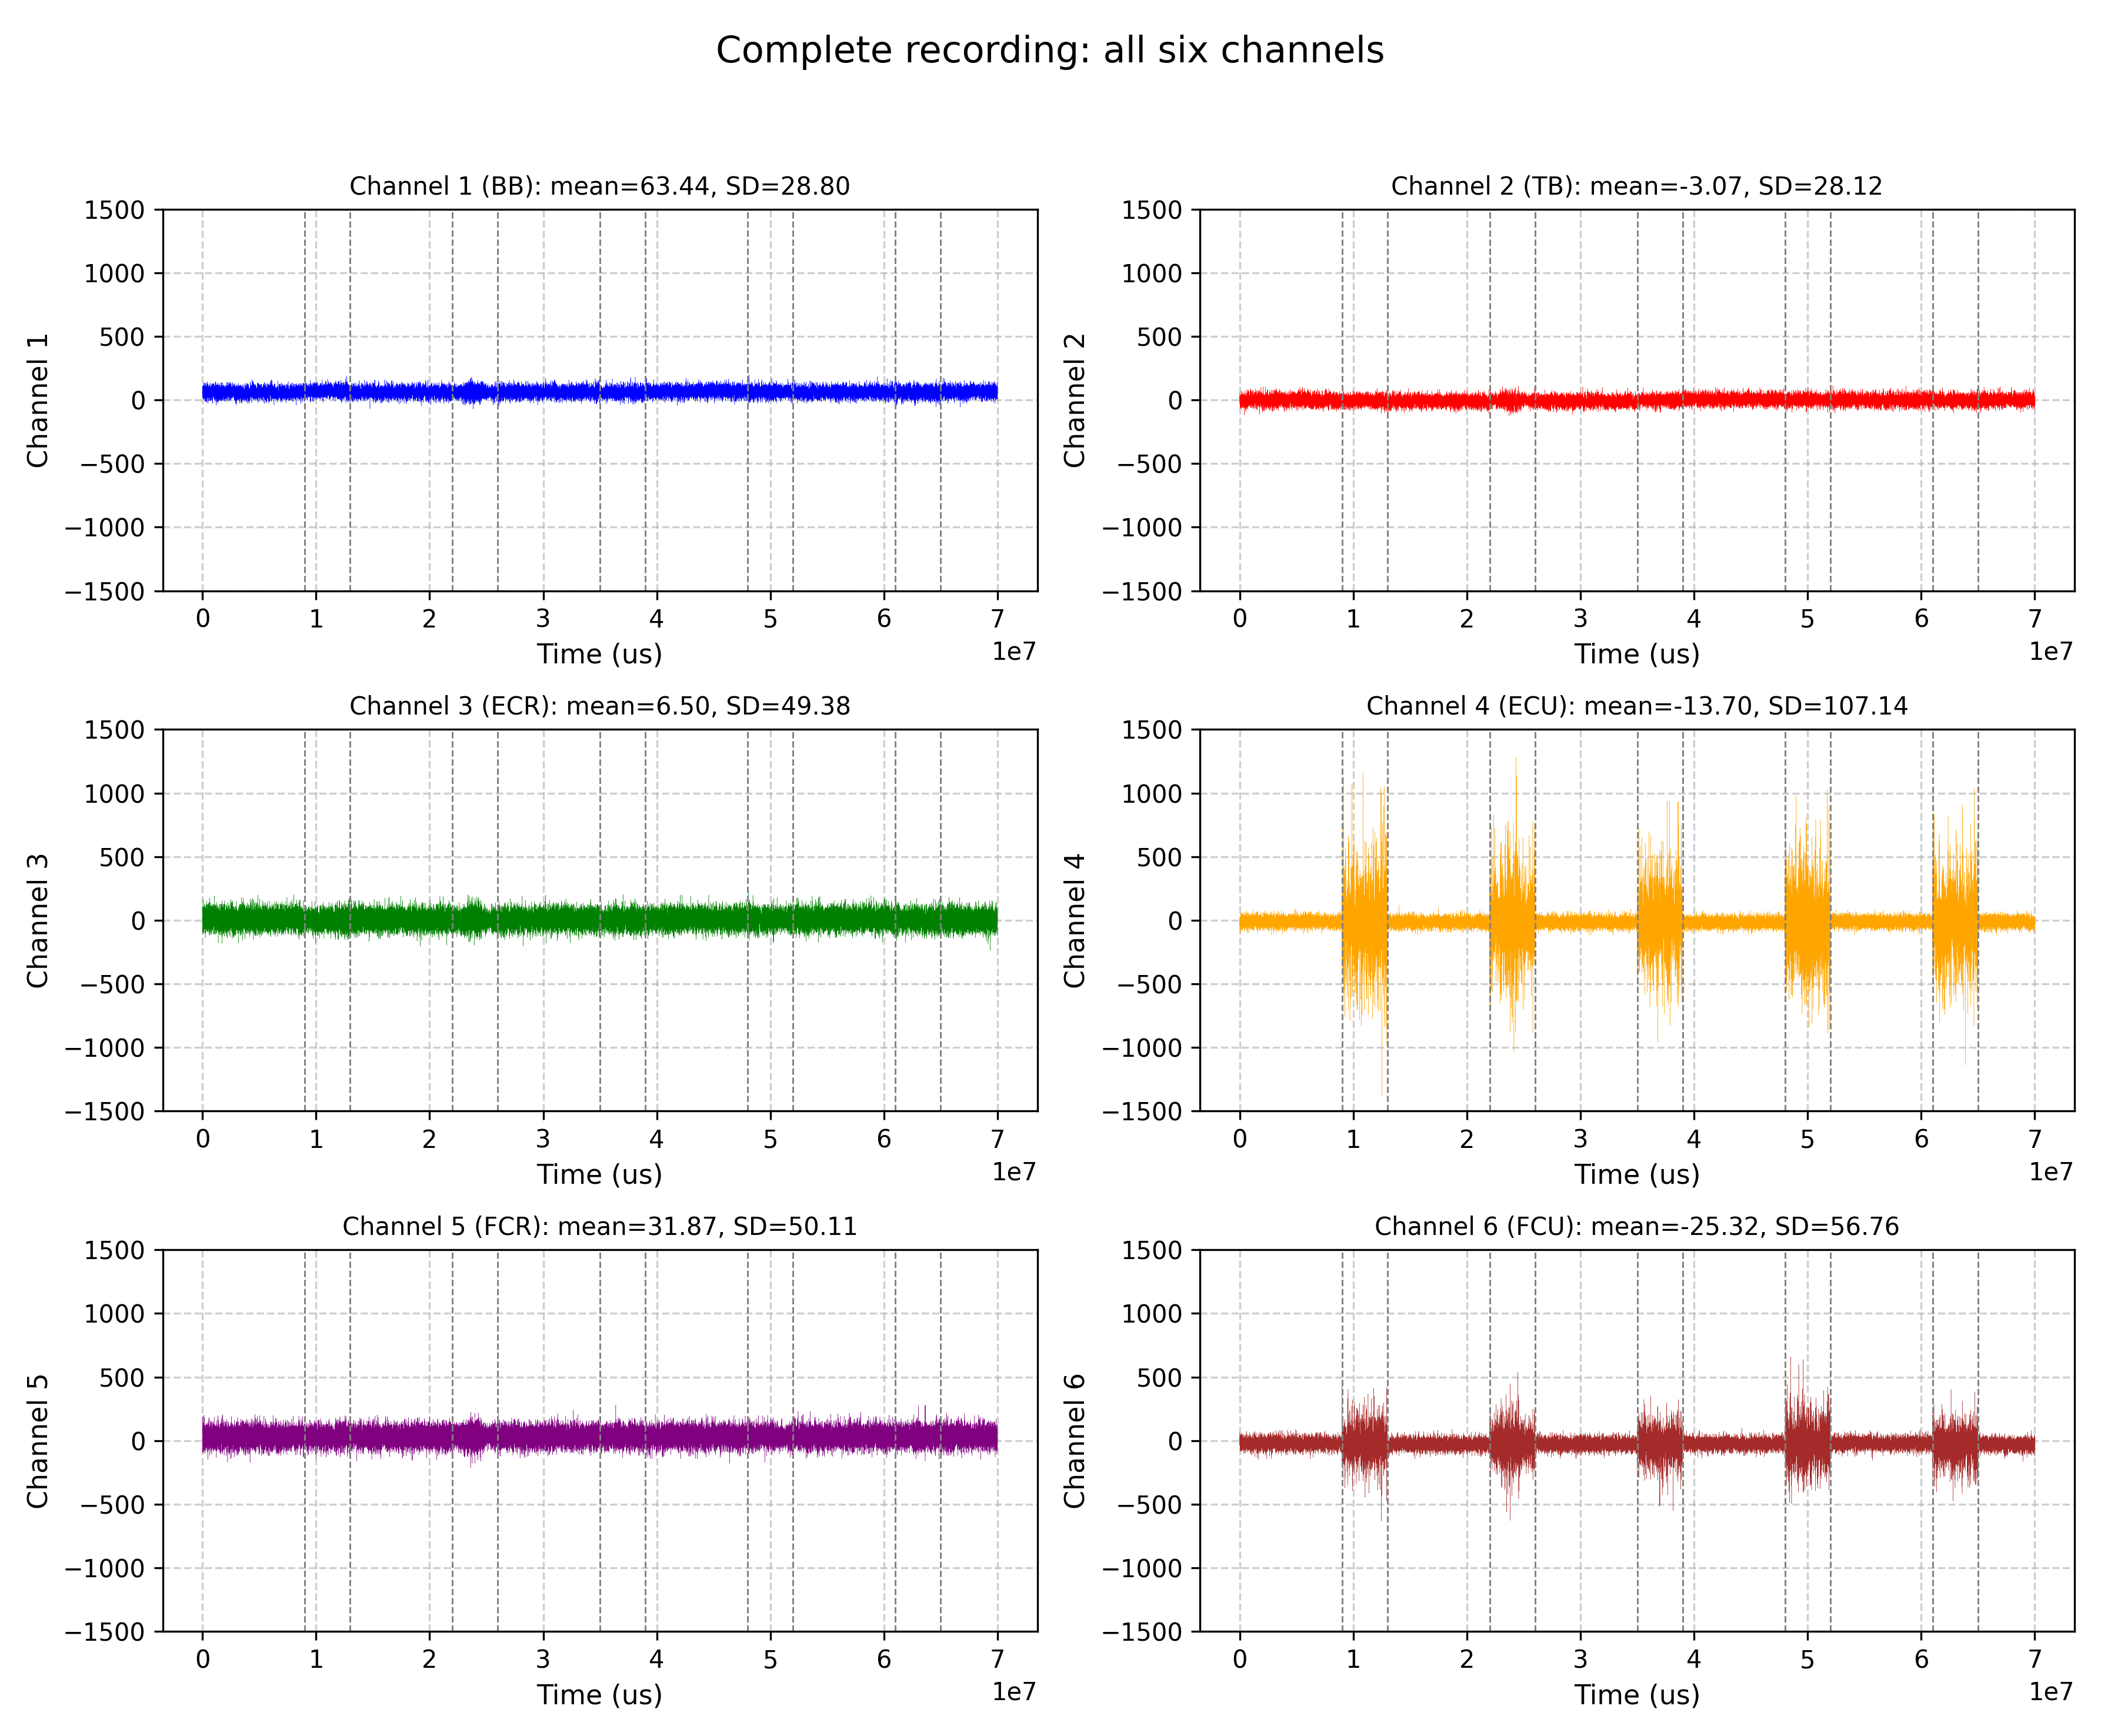 Complete recording: all six channels
Channel 1 (BB): mean=63.44, SD=28.80
Channel 1
1500
1000
500
0
−500
−1000
−1500
0 1 2 3 4 5 6 7
1e7
Time (us)
Channel 2 (TB): mean=-3.07, SD=28.12
Channel 2
1500
1000
500
0
−500
−1000
−1500
0 1 2 3 4 5 6 7
1e7
Time (us)
Channel 3 (ECR): mean=6.50, SD=49.38
Channel 3
1500
1000
500
0
−500
−1000
−1500
0 1 2 3 4 5 6 7
1e7
Time (us)
Channel 4 (ECU): mean=-13.70, SD=107.14
Channel 4
1500
1000
500
0
−500
−1000
−1500
0 1 2 3 4 5 6 7
1e7
Time (us)
Channel 5 (FCR): mean=31.87, SD=50.11
Channel 5
1500
1000
500
0
−500
−1000
−1500
0 1 2 3 4 5 6 7
1e7
Time (us)
Channel 6 (FCU): mean=-25.32, SD=56.76
Channel 6
1500
1000
500
0
−500
−1000
−1500
0 1 2 3 4 5 6 7
1e7
Time (us)